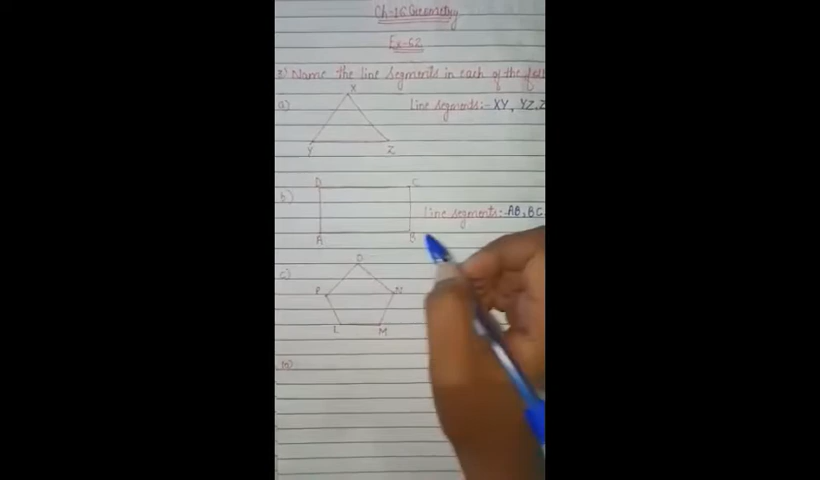 Ch-16 Geometry
Ex-62
3) Name the line segments in each of the
a)
X
Line segments:- XY, YZ, Z
Y
Z
b)
D
C
Line segments:- AB, BC
A
B
c)
O
P
N
L
M